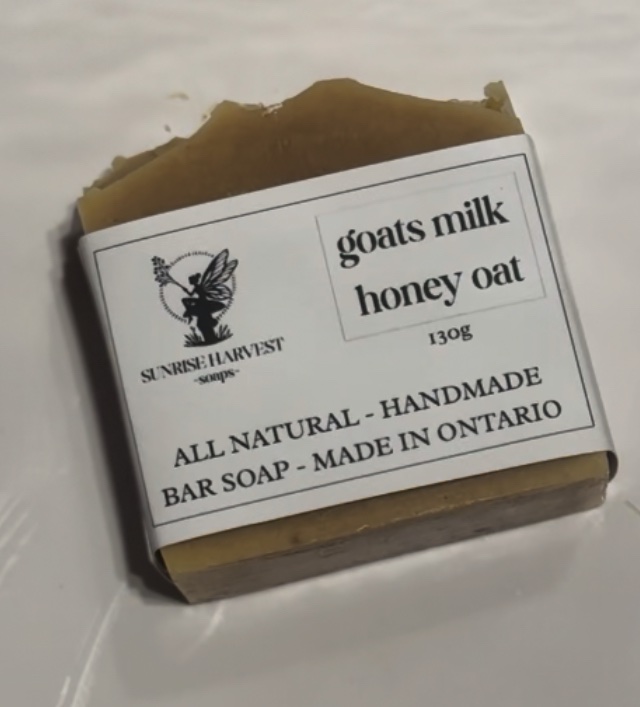 goats milk
honey oat
130g
SUNRISE HARVEST
-soaps-
ALL NATURAL - HANDMADE
BAR SOAP - MADE IN ONTARIO